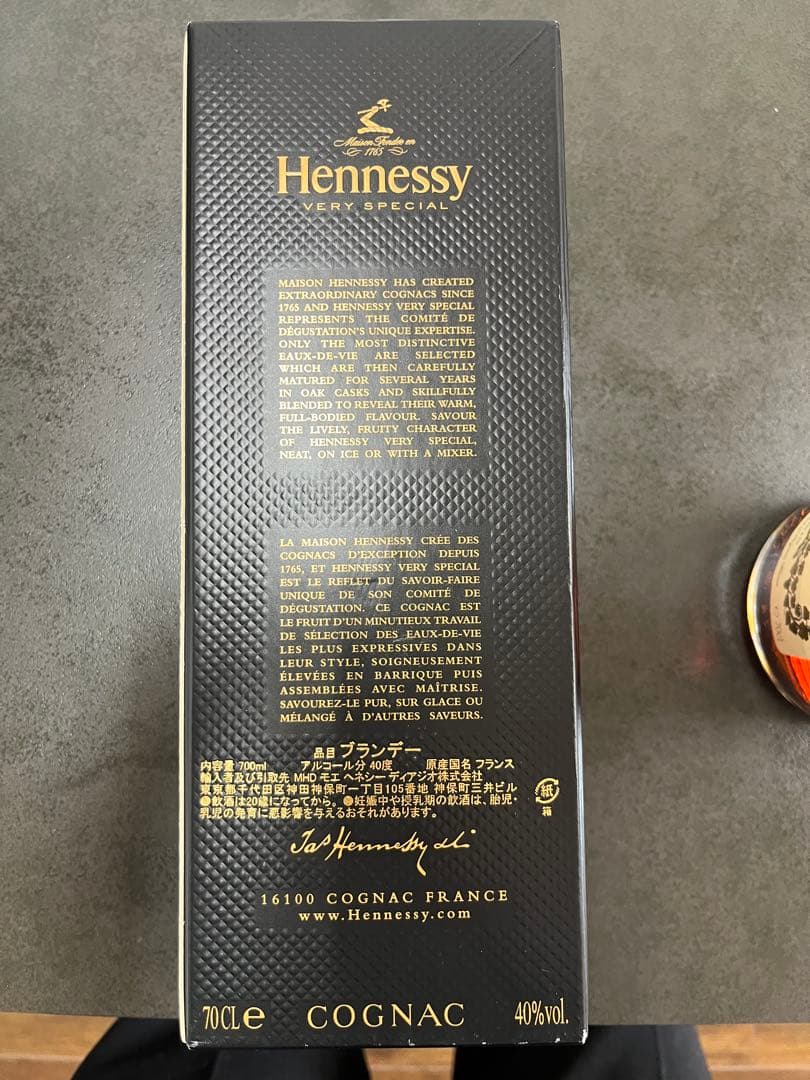 Maison Fondée en
1765
Hennessy
VERY SPECIAL
MAISON HENNESSY HAS CREATED
EXTRAORDINARY COGNACS SINCE
1765 AND HENNESSY VERY SPECIAL
REPRESENTS THE COMITÉ DE
DÉGUSTATION'S UNIQUE EXPERTISE.
ONLY THE MOST DISTINCTIVE
EAUX-DE-VIE ARE SELECTED
WHICH ARE THEN CAREFULLY
MATURED FOR SEVERAL YEARS
IN OAK CASKS AND SKILLFULLY
BLENDED TO REVEAL THEIR WARM,
FULL-BODIED FLAVOUR. SAVOUR
THE LIVELY, FRUITY CHARACTER
OF HENNESSY VERY SPECIAL,
NEAT, ON ICE OR WITH A MIXER.
LA MAISON HENNESSY CRÉE DES
COGNACS D'EXCEPTION DEPUIS
1765, ET HENNESSY VERY SPECIAL
EST LE REFLET DU SAVOIR-FAIRE
UNIQUE DE SON COMITÉ DE
DÉGUSTATION. CE COGNAC EST
LE FRUIT D'UN MINUTIEUX TRAVAIL
DE SÉLECTION DES EAUX-DE-VIE
LES PLUS EXPRESSIVES DANS
LEUR STYLE, SOIGNEUSEMENT
ÉLEVÉES EN BARRIQUE PUIS
ASSEMBLÉES AVEC MAÎTRISE.
SAVOUREZ-LE PUR, SUR GLACE OU
MÉLANGÉ À D'AUTRES SAVEURS.
品目 ブランデー
内容量 700ml アルコール分 40度 原産国名 フランス
輸入者及び引取先 MHD モエ ヘネシー ディアジオ株式会社
東京都千代田区神田神保町一丁目105番地 神保町三井ビル
●飲酒は20歳になってから。●妊娠中や授乳期の飲酒は、胎児・
乳児の発育に悪影響を与えるおそれがあります。
紙
箱
Jas Hennessy
16100 COGNAC FRANCE
www.Hennessy.com
70CL e COGNAC 40%vol.